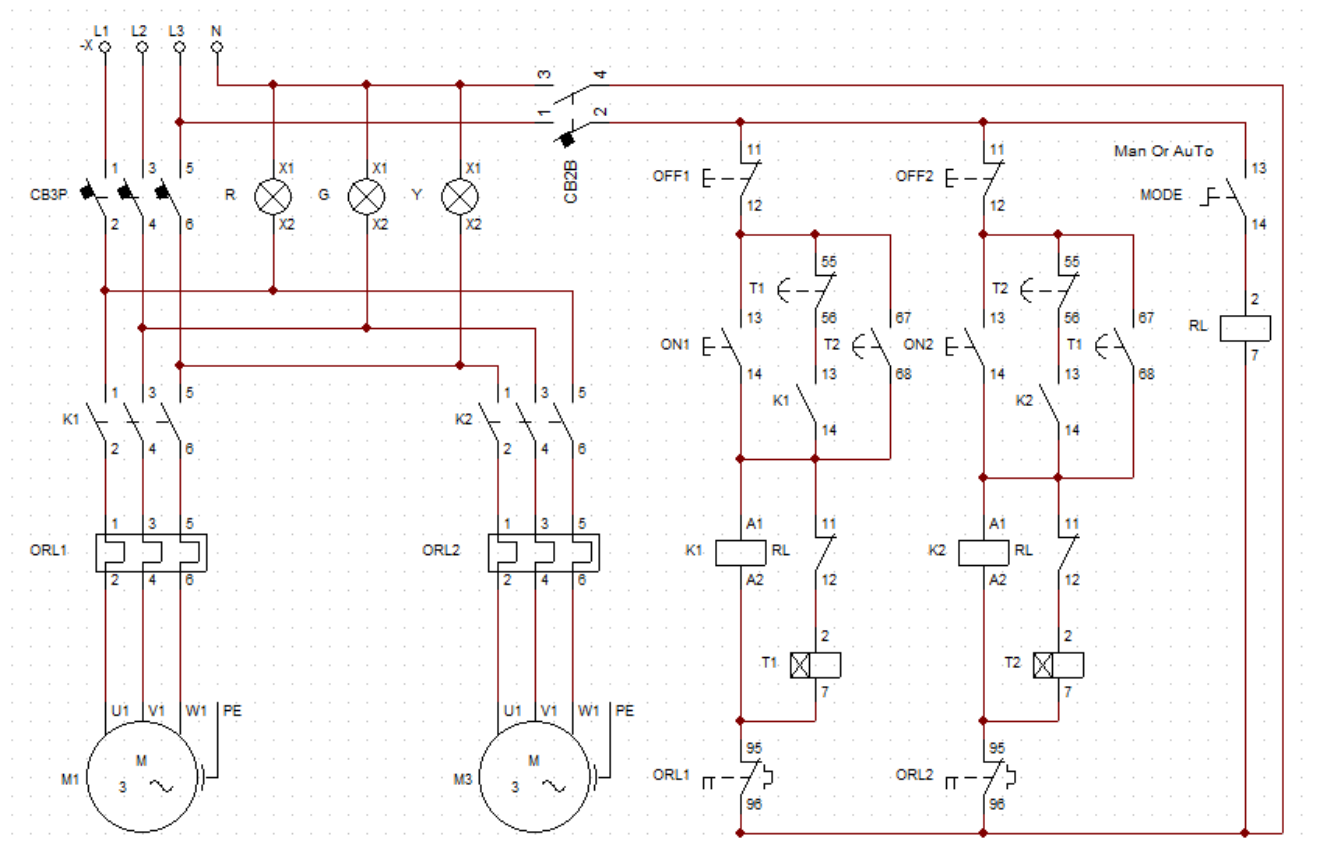 L1 L2 L3 N
-X
3 4
1 2
CB2B
1 3 5
CB3P
2 4 6
R X1 X2
G X1 X2
Y X1 X2
11
OFF1
12
11
OFF2
12
Man Or AuTo
13
MODE
14
55
T1
56
13
ON1
14
67
T2
68
13
K1
14
55
T2
56
13
ON2
14
67
T1
68
13
K2
14
2
RL
7
1 3 5
K1
2 4 6
1 3 5
K2
2 4 6
1 3 5
ORL1
2 4 6
1 3 5
ORL2
2 4 6
A1
K1
A2
11
RL
12
A1
K2
A2
11
RL
12
2
T1
7
2
T2
7
U1 V1 W1 PE
M
M1
3
U1 V1 W1 PE
M
M3
3
95
ORL1
96
95
ORL2
96